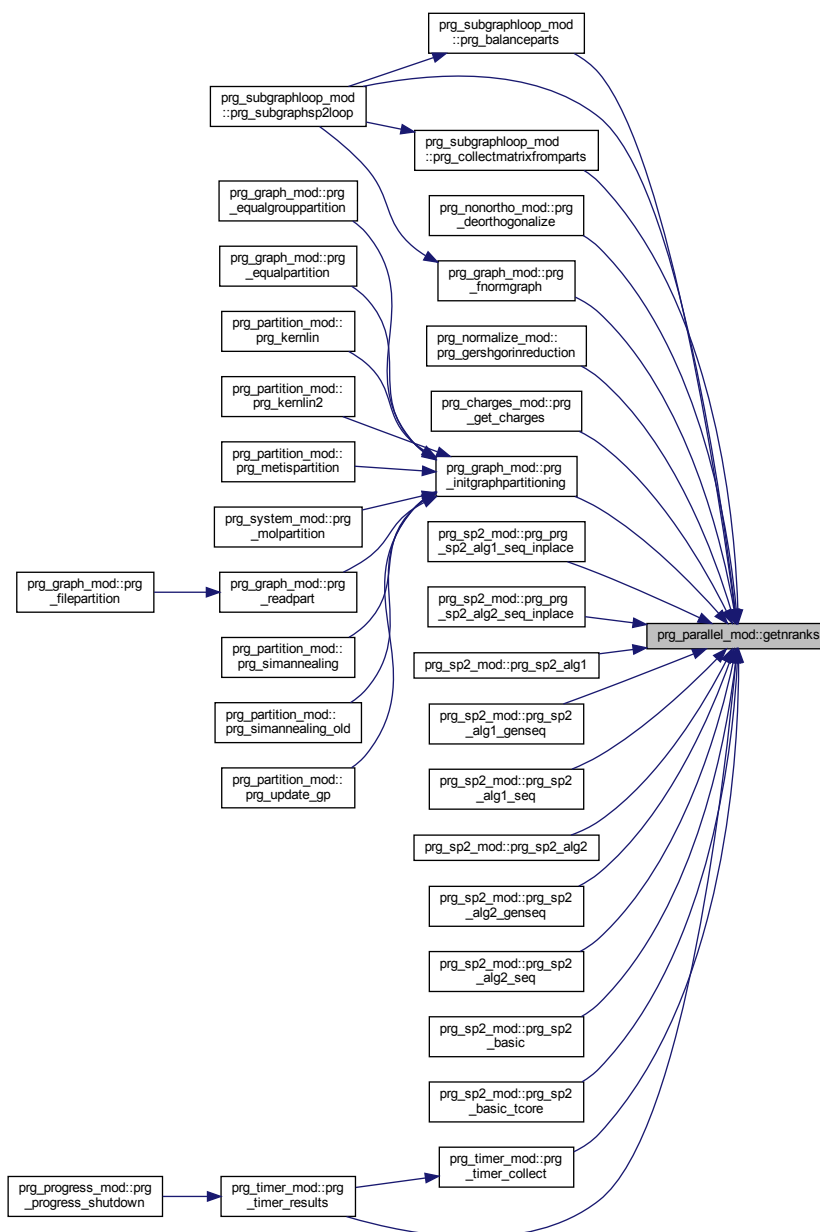 prg_subgraphloop_mod
::prg_balanceparts
prg_subgraphloop_mod
::prg_subgraphsp2loop
prg_subgraphloop_mod
::prg_collectmatrixfromparts
prg_graph_mod::prg
_equalgrouppartition
prg_nonortho_mod::prg
_deorthogonalize
prg_graph_mod::prg
_equalpartition
prg_graph_mod::prg
_fnormgraph
prg_partition_mod::
prg_kernlin
prg_normalize_mod::
prg_gershgorinreduction
prg_partition_mod::
prg_kernlin2
prg_charges_mod::prg
_get_charges
prg_partition_mod::
prg_metispartition
prg_graph_mod::prg
_initgraphpartitioning
prg_system_mod::prg
_molpartition
prg_sp2_mod::prg_prg
_sp2_alg1_seq_inplace
prg_graph_mod::prg
_filepartition
prg_graph_mod::prg
_readpart
prg_sp2_mod::prg_prg
_sp2_alg2_seq_inplace
prg_parallel_mod::getnranks
prg_partition_mod::
prg_simannealing
prg_sp2_mod::prg_sp2_alg1
prg_partition_mod::
prg_simannealing_old
prg_sp2_mod::prg_sp2
_alg1_genseq
prg_partition_mod::
prg_update_gp
prg_sp2_mod::prg_sp2
_alg1_seq
prg_sp2_mod::prg_sp2_alg2
prg_sp2_mod::prg_sp2
_alg2_genseq
prg_sp2_mod::prg_sp2
_alg2_seq
prg_sp2_mod::prg_sp2
_basic
prg_sp2_mod::prg_sp2
_basic_tcore
prg_timer_mod::prg
_timer_collect
prg_progress_mod::prg
_progress_shutdown
prg_timer_mod::prg
_timer_results